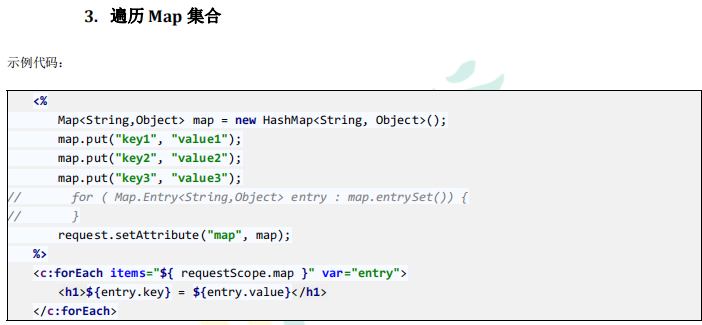 3. 遍历 Map 集合
示例代码：
<%
Map<String,Object> map = new HashMap<String, Object>();
map.put("key1", "value1");
map.put("key2", "value2");
map.put("key3", "value3");
// for ( Map.Entry<String,Object> entry : map.entrySet()) {
// }
request.setAttribute("map", map);
%>
<c:forEach items="${ requestScope.map }" var="entry">
<h1>${entry.key} = ${entry.value}</h1>
</c:forEach>